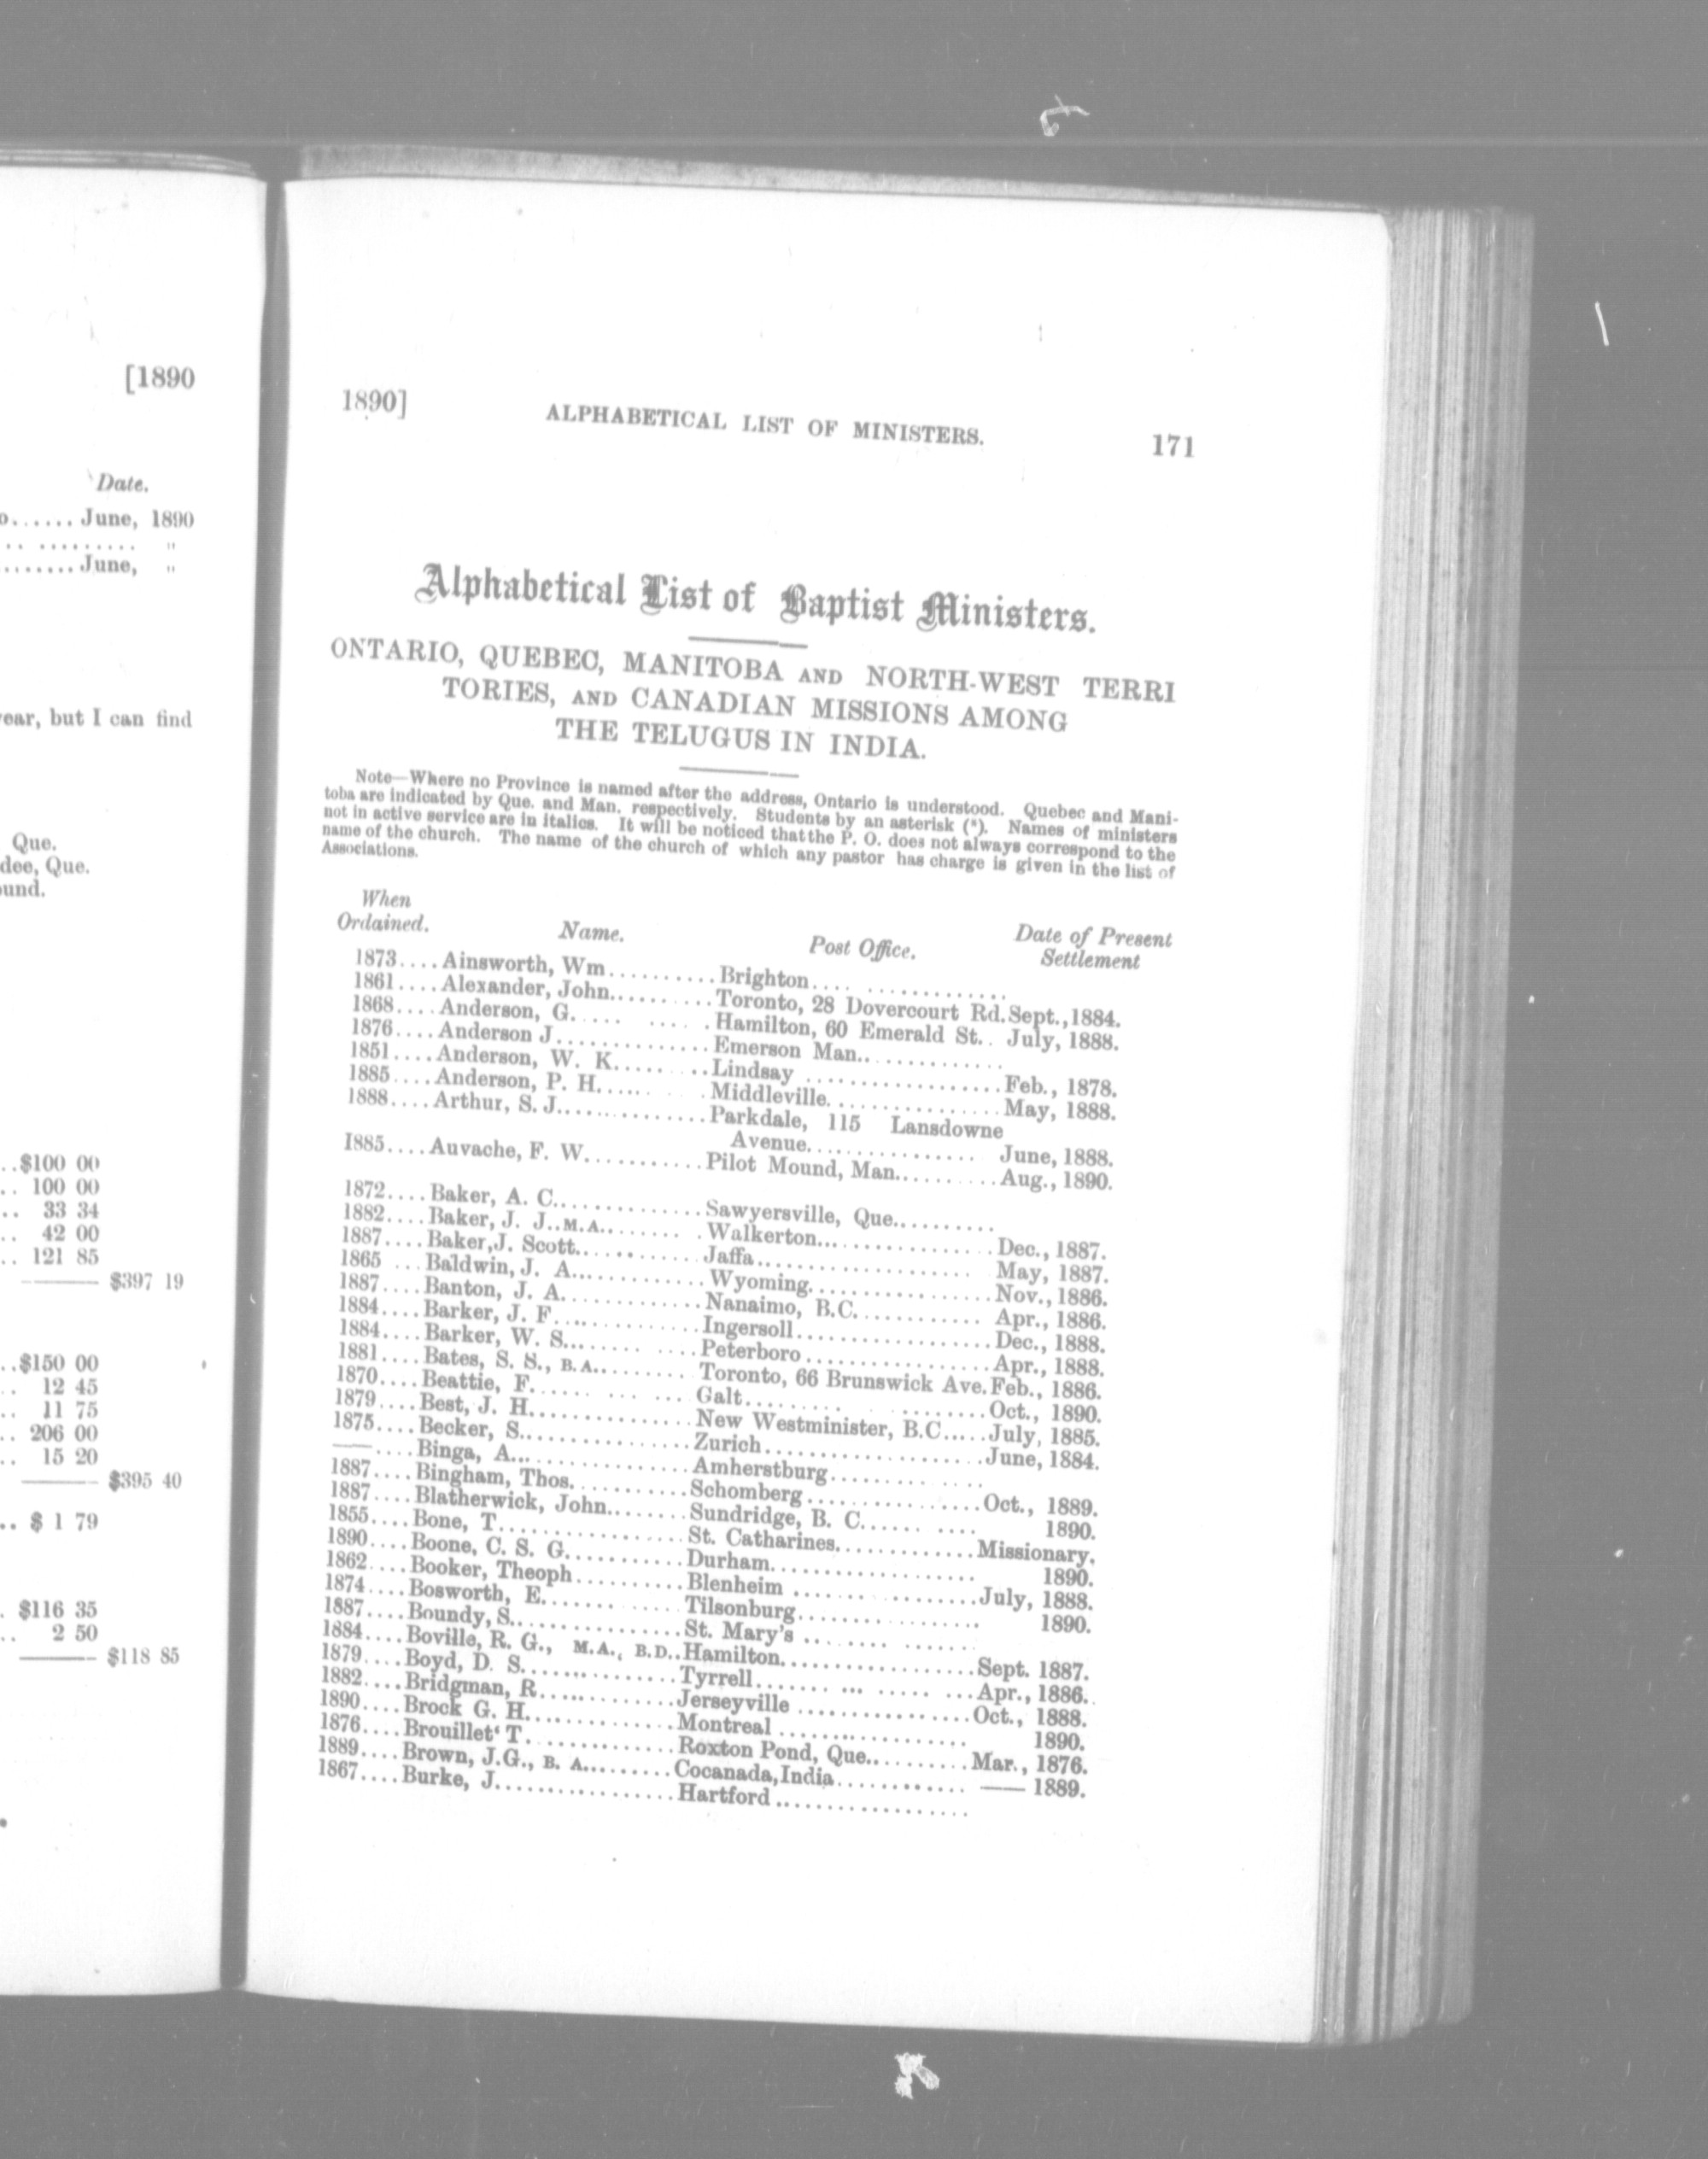 [1890
Date.
o...... June, 1890
.. ......... "
........ June, "
year, but I can find
Que.
dee, Que.
ound.
..$100 00
.. 100 00
.. 33 34
.. 42 00
.. 121 85
——— $397 19
..$150 00
.. 12 45
.. 11 75
.. 206 00
.. 15 20
——— $395 40
.. $ 1 79
. $116 35
.. 2 50
——— $118 85
1890] ALPHABETICAL LIST OF MINISTERS. 171
Alphabetical List of Baptist Ministers.
ONTARIO, QUEBEC, MANITOBA AND NORTH-WEST TERRI
TORIES, AND CANADIAN MISSIONS AMONG
THE TELUGUS IN INDIA.
Note—Where no Province is named after the address, Ontario is understood. Quebec and Mani-
toba are indicated by Que. and Man. respectively. Students by an asterisk (*). Names of ministers
not in active service are in italics. It will be noticed that the P. O. does not always correspond to the
name of the church. The name of the church of which any pastor has charge is given in the list of
Associations.
When Ordained. Name. Post Office. Date of Present Settlement
1873.... Ainsworth, Wm.......... Brighton.... .............
1861.... Alexander, John.......... Toronto, 28 Dovercourt Rd. Sept., 1884.
1868.... Anderson, G..... ..... Hamilton, 60 Emerald St. . July, 1888.
1876.... Anderson J.............. Emerson Man.............
1851.... Anderson, W. K......... Lindsay .................. Feb., 1878.
1885.... Anderson, P. H...... . Middleville................ May, 1888.
1888.... Arthur, S. J.............. Parkdale, 115 Lansdowne
Avenue................ June, 1888.
I885.... Auvache, F. W........... Pilot Mound, Man.......... Aug., 1890.
1872.... Baker, A. C.............. Sawyersville, Que..........
1882.... Baker, J. J..M.A........ . Walkerton................. Dec., 1887.
1887.... Baker,J. Scott........... Jaffa.................... May, 1887.
1865 ... Baldwin, J. A............ Wyoming.................. Nov., 1886.
1887.... Banton, J. A............. Nanaimo, B.C............ Apr., 1886.
1884.... Barker, J. F............. Ingersoll.................. Dec., 1888.
1884.... Barker, W. S....... .... Peterboro................. Apr., 1888.
1881.... Bates, S. S., B.A......... Toronto, 66 Brunswick Ave. Feb., 1886.
1870.... Beattie, F...... ... ... Galt......... ......... Oct., 1890.
1879.... Best, J. H............... New Westminister, B.C..... July, 1885.
1875.... Becker, S................ Zurich.................... June, 1884.
——.... Binga, A................. Amherstburg..............
1887.... Bingham, Thos........... Schomberg................ Oct., 1889.
1887.... Blatherwick, John........ Sundridge, B. C...... .... 1890.
1855.... Bone, T................. St. Catharines............. Missionary.
1890.... Boone, C. S. G........... Durham.................. 1890.
1862.... Booker, Theoph.......... Blenheim ................ July, 1888.
1874.... Bosworth, E............. Tilsonburg................ 1890.
1887.... Boundy, S................ St. Mary's ....... .......
1884.... Boville, R. G., M.A., B.D.. Hamilton.................. Sept. 1887.
1879.... Boyd, D. S.............. Tyrrell....... ... ..... ... Apr., 1886.
1882.... Bridgman, R............. Jerseyville ................ Oct., 1888.
1890.... Brock G. H.............. Montreal ................. 1890.
1876.... Brouillet‘ T.............. Roxton Pond, Que.......... Mar., 1876.
1889.... Brown, J.G., B. A......... Cocanada,India............ —— 1889.
1867.... Burke, J................. Hartford ..................